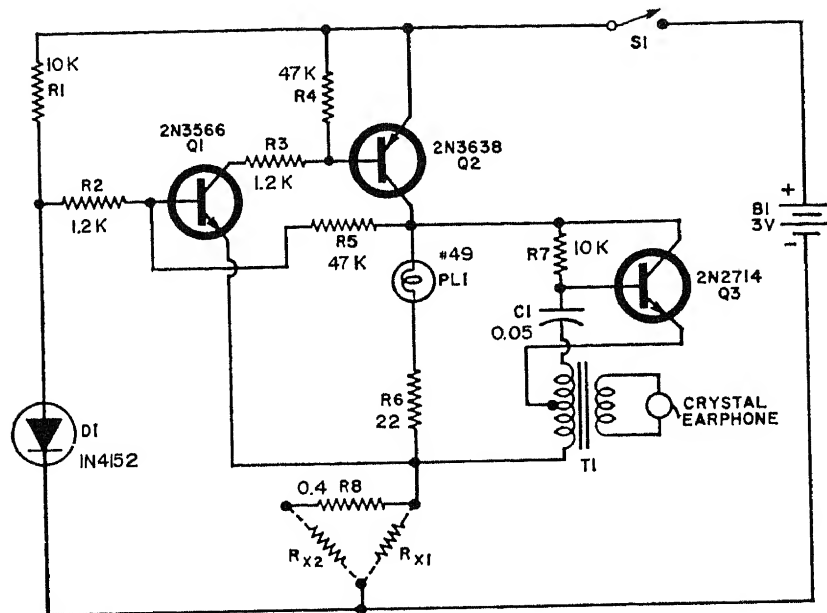 S1
10K
R1
47K
R4
2N3566
Q1
R3
1.2K
2N3638
Q2
R2
1.2K
R5
47K
#49
PL1
R7
10K
2N2714
Q3
C1
0.05
+
B1
3V
-
R6
22
D1
1N4152
CRYSTAL
EARPHONE
T1
0.4 R8
RX2
RX1